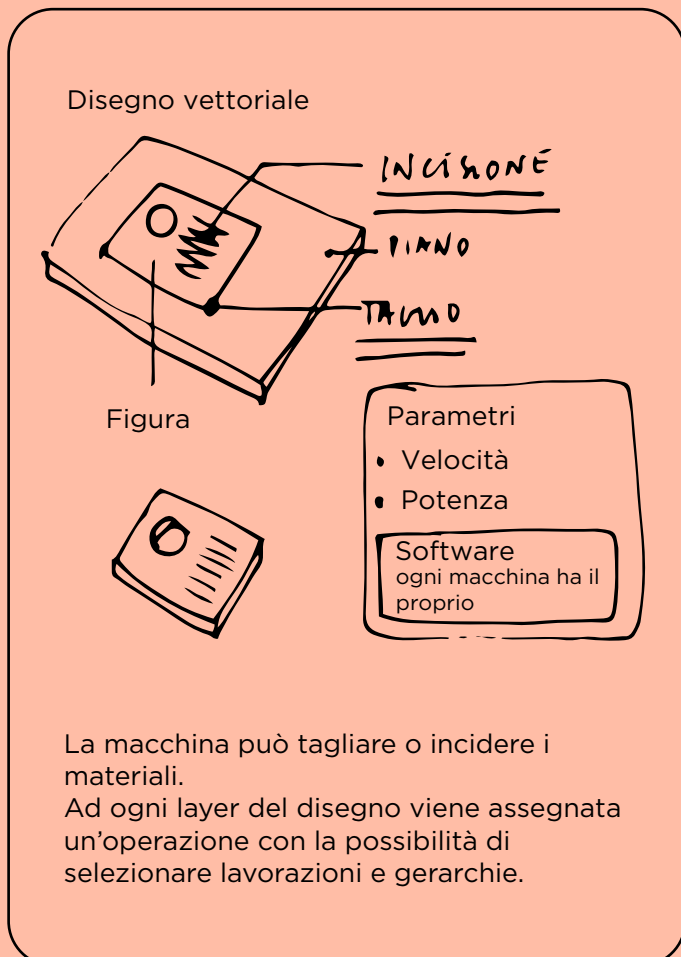 Disegno vettoriale
INCISIONE
PIANO
TAGLIO
Figura
Parametri
• Velocità
• Potenza
Software
ogni macchina ha il
proprio
La macchina può tagliare o incidere i
materiali.
Ad ogni layer del disegno viene assegnata
un’operazione con la possibilità di
selezionare lavorazioni e gerarchie.